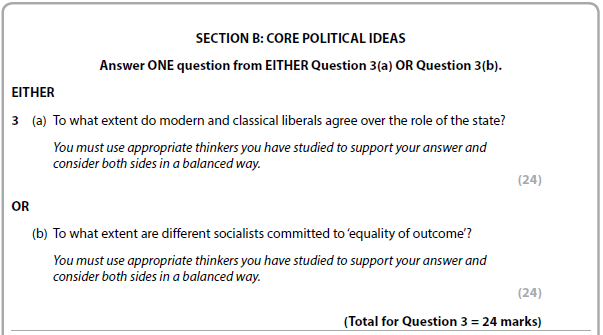 SECTION B: CORE POLITICAL IDEAS
Answer ONE question from EITHER Question 3(a) OR Question 3(b).
EITHER
3 (a) To what extent do modern and classical liberals agree over the role of the state?
You must use appropriate thinkers you have studied to support your answer and
consider both sides in a balanced way.
(24)
OR
(b) To what extent are different socialists committed to ‘equality of outcome’?
You must use appropriate thinkers you have studied to support your answer and
consider both sides in a balanced way.
(24)
(Total for Question 3 = 24 marks)